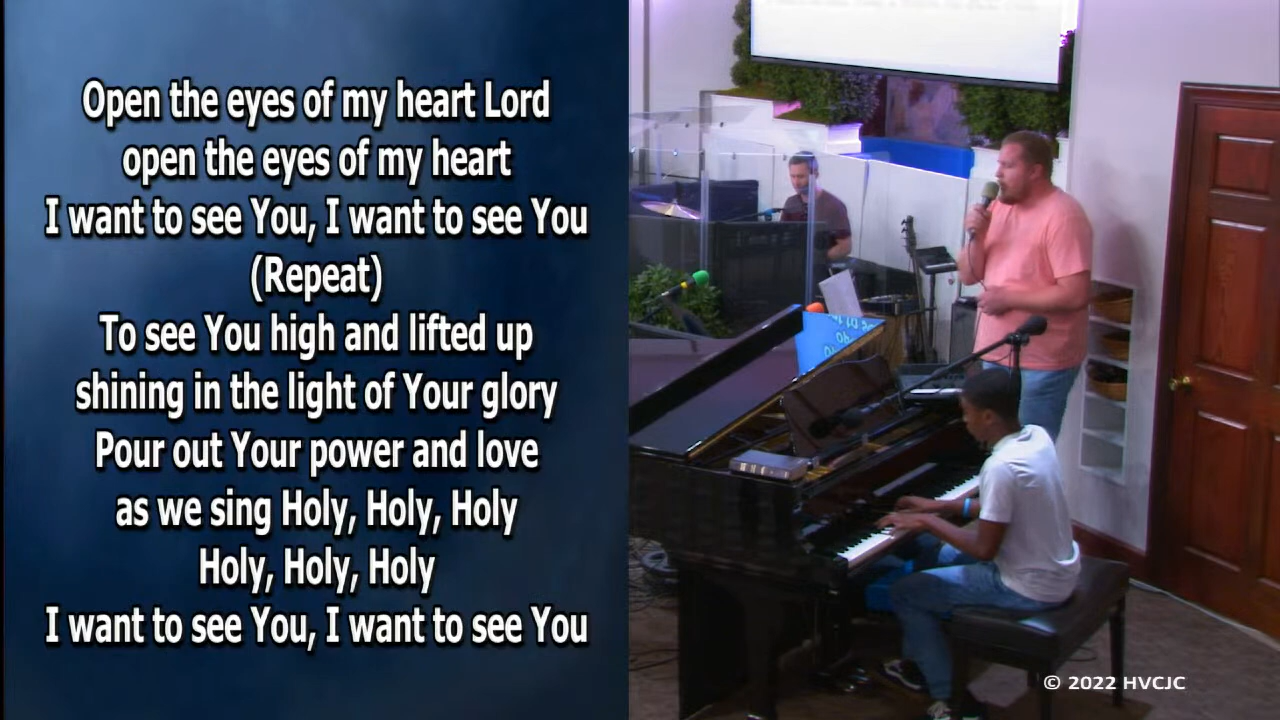 Open the eyes of my heart Lord
open the eyes of my heart
I want to see You, I want to see You
(Repeat)
To see You high and lifted up
shining in the light of Your glory
Pour out Your power and love
as we sing Holy, Holy, Holy
Holy, Holy, Holy
I want to see You, I want to see You
© 2022 HVCJC